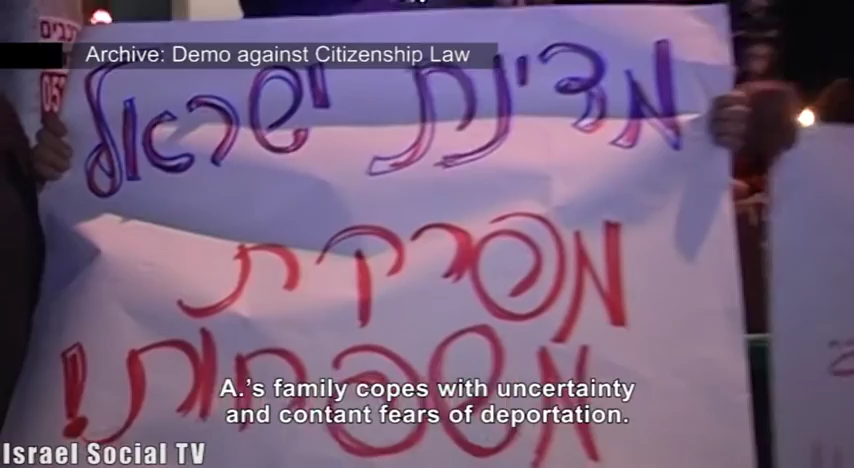 Archive: Demo against Citizenship Law
מדינת ישראל
מפרקת
משפחות!
A.'s family copes with uncertainty
and contant fears of deportation.
Israel Social TV